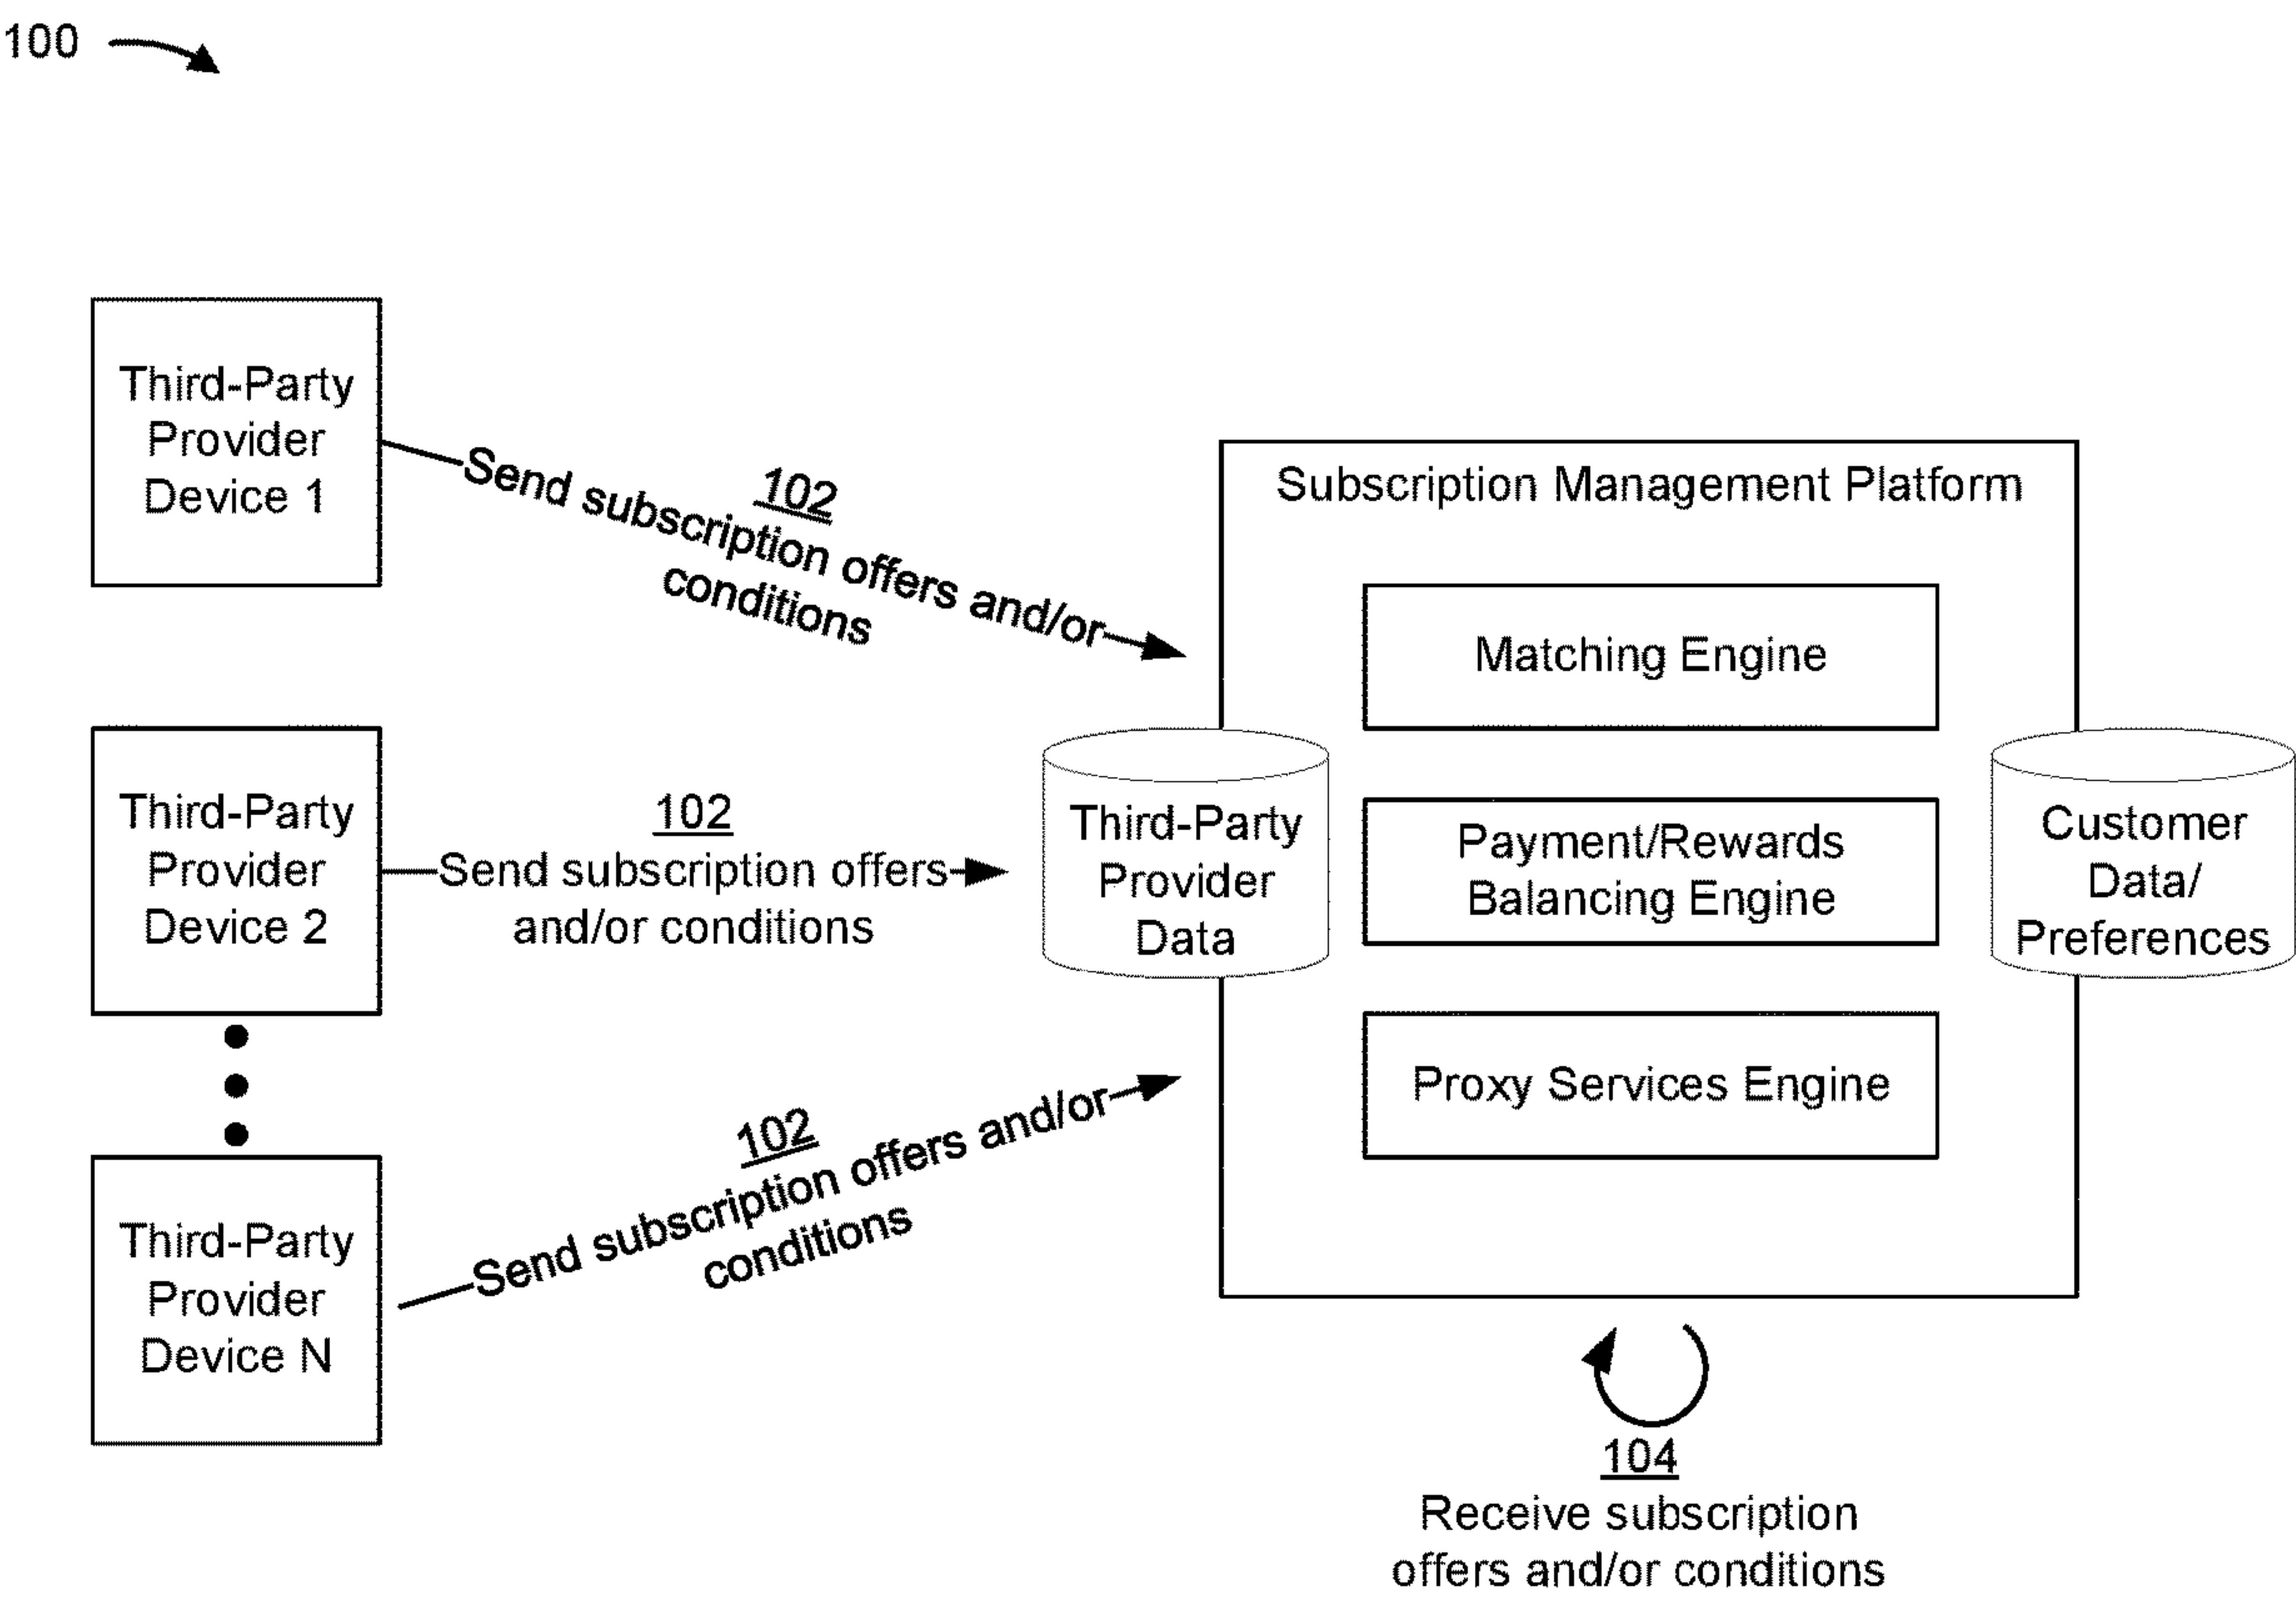 100
Third-Party
Provider
Device 1
102
Send subscription offers and/or
conditions
Third-Party
Provider
Device 2
102
Send subscription offers
and/or conditions
Third-Party
Provider
Device N
102
Send subscription offers and/or
conditions
Subscription Management Platform
Matching Engine
Third-Party
Provider
Data
Payment/Rewards
Balancing Engine
Customer
Data/
Preferences
Proxy Services Engine
104
Receive subscription
offers and/or conditions